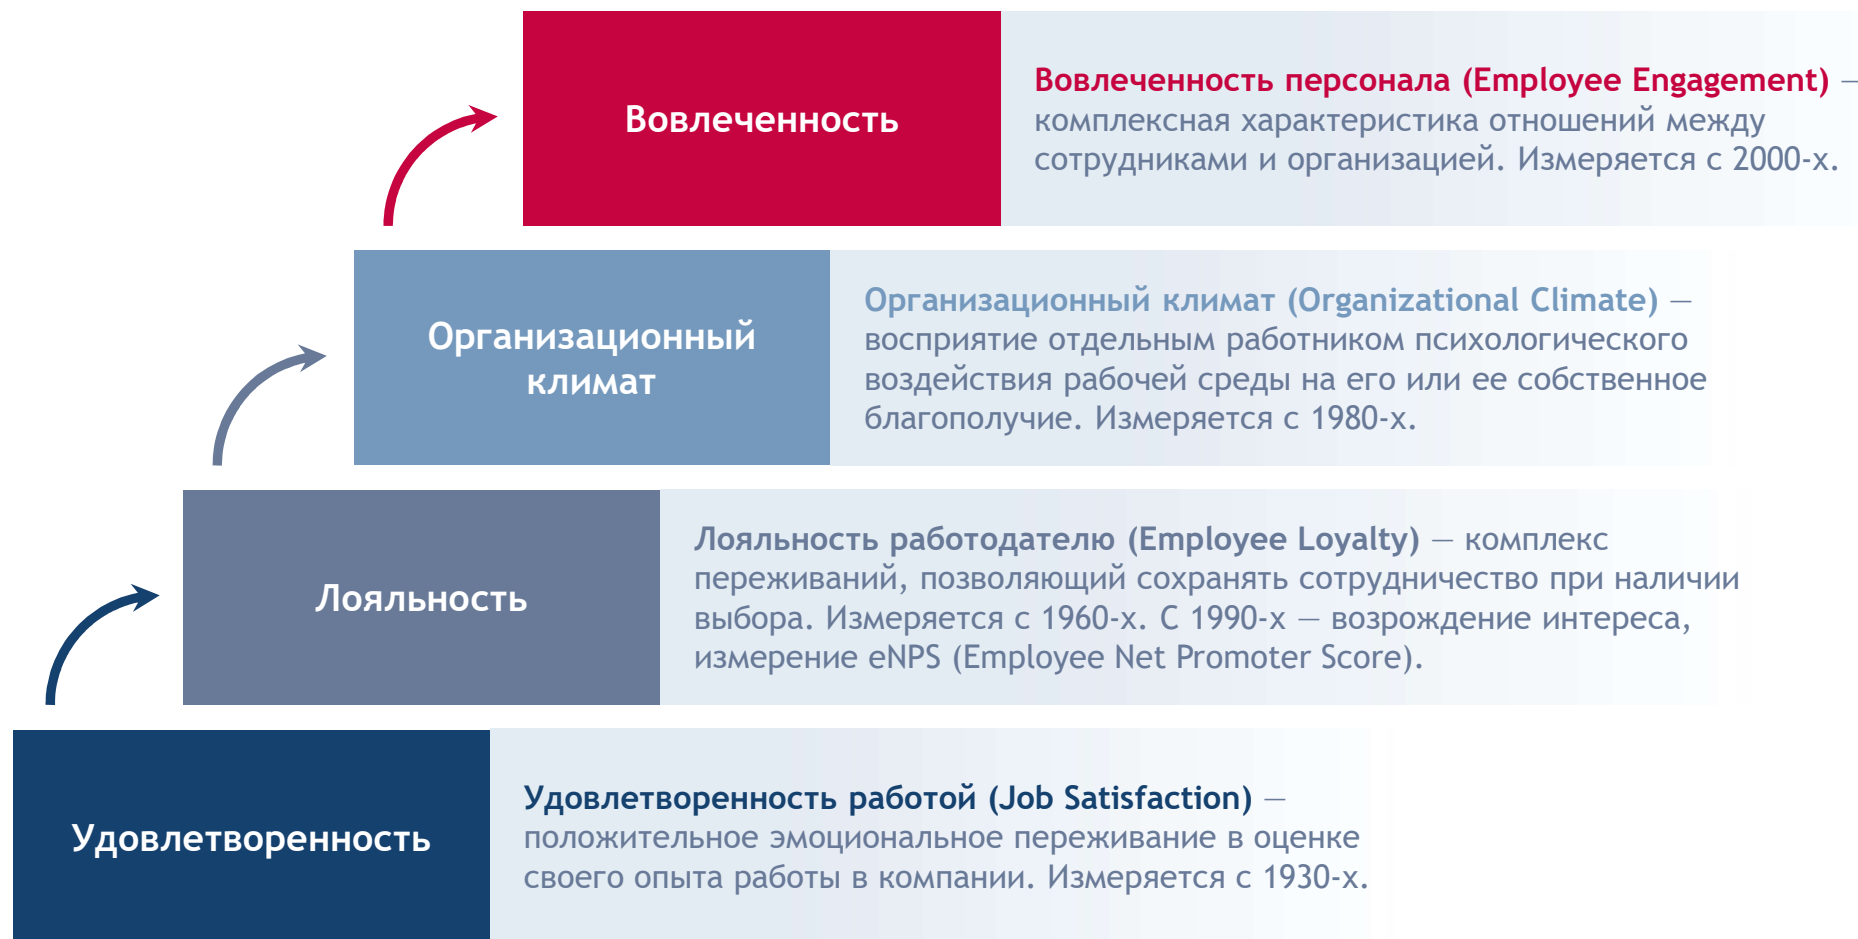 Вовлеченность
Вовлеченность персонала (Employee Engagement) —
комплексная характеристика отношений между
сотрудниками и организацией. Измеряется с 2000-х.
Организационный
климат
Организационный климат (Organizational Climate) —
восприятие отдельным работником психологического
воздействия рабочей среды на его или ее собственное
благополучие. Измеряется с 1980-х.
Лояльность
Лояльность работодателю (Employee Loyalty) — комплекс
переживаний, позволяющий сохранять сотрудничество при наличии
выбора. Измеряется с 1960-х. С 1990-х — возрождение интереса,
измерение eNPS (Employee Net Promoter Score).
Удовлетворенность
Удовлетворенность работой (Job Satisfaction) —
положительное эмоциональное переживание в оценке
своего опыта работы в компании. Измеряется с 1930-х.